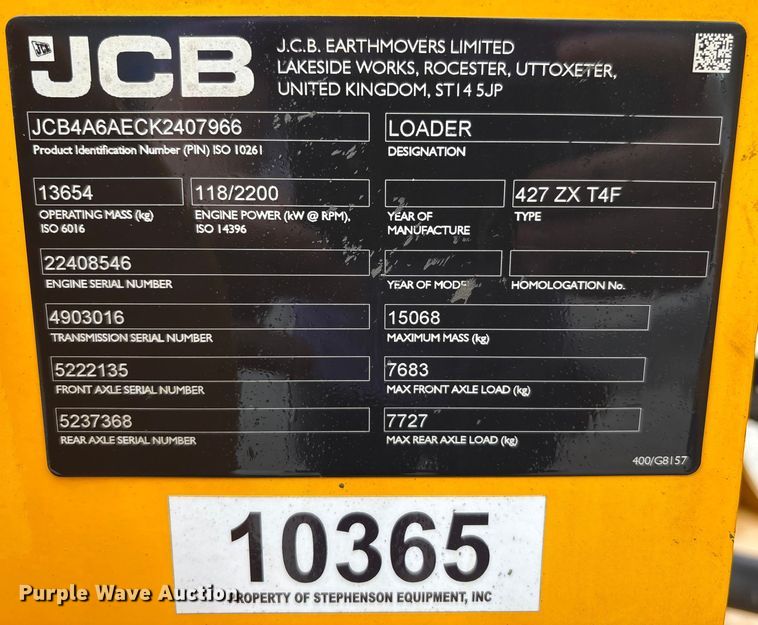 JCB
J.C.B. EARTHMOVERS LIMITED
LAKESIDE WORKS, ROCESTER, UTTOXETER,
UNITED KINGDOM, ST14 5JP
JCB4A6AECK2407966
Product Identification Number (PIN) ISO 10261
LOADER
DESIGNATION
13654
OPERATING MASS (kg)
ISO 6016
118/2200
ENGINE POWER (kW @ RPM),
ISO 14396
YEAR OF
MANUFACTURE
427 ZX T4F
TYPE
22408546
ENGINE SERIAL NUMBER
YEAR OF MODEL
HOMOLOGATION No.
4903016
TRANSMISSION SERIAL NUMBER
15068
MAXIMUM MASS (kg)
5222135
FRONT AXLE SERIAL NUMBER
7683
MAX FRONT AXLE LOAD (kg)
5237368
REAR AXLE SERIAL NUMBER
7727
MAX REAR AXLE LOAD (kg)
400/G8157
10365
PROPERTY OF STEPHENSON EQUIPMENT, INC
Purple Wave Auction